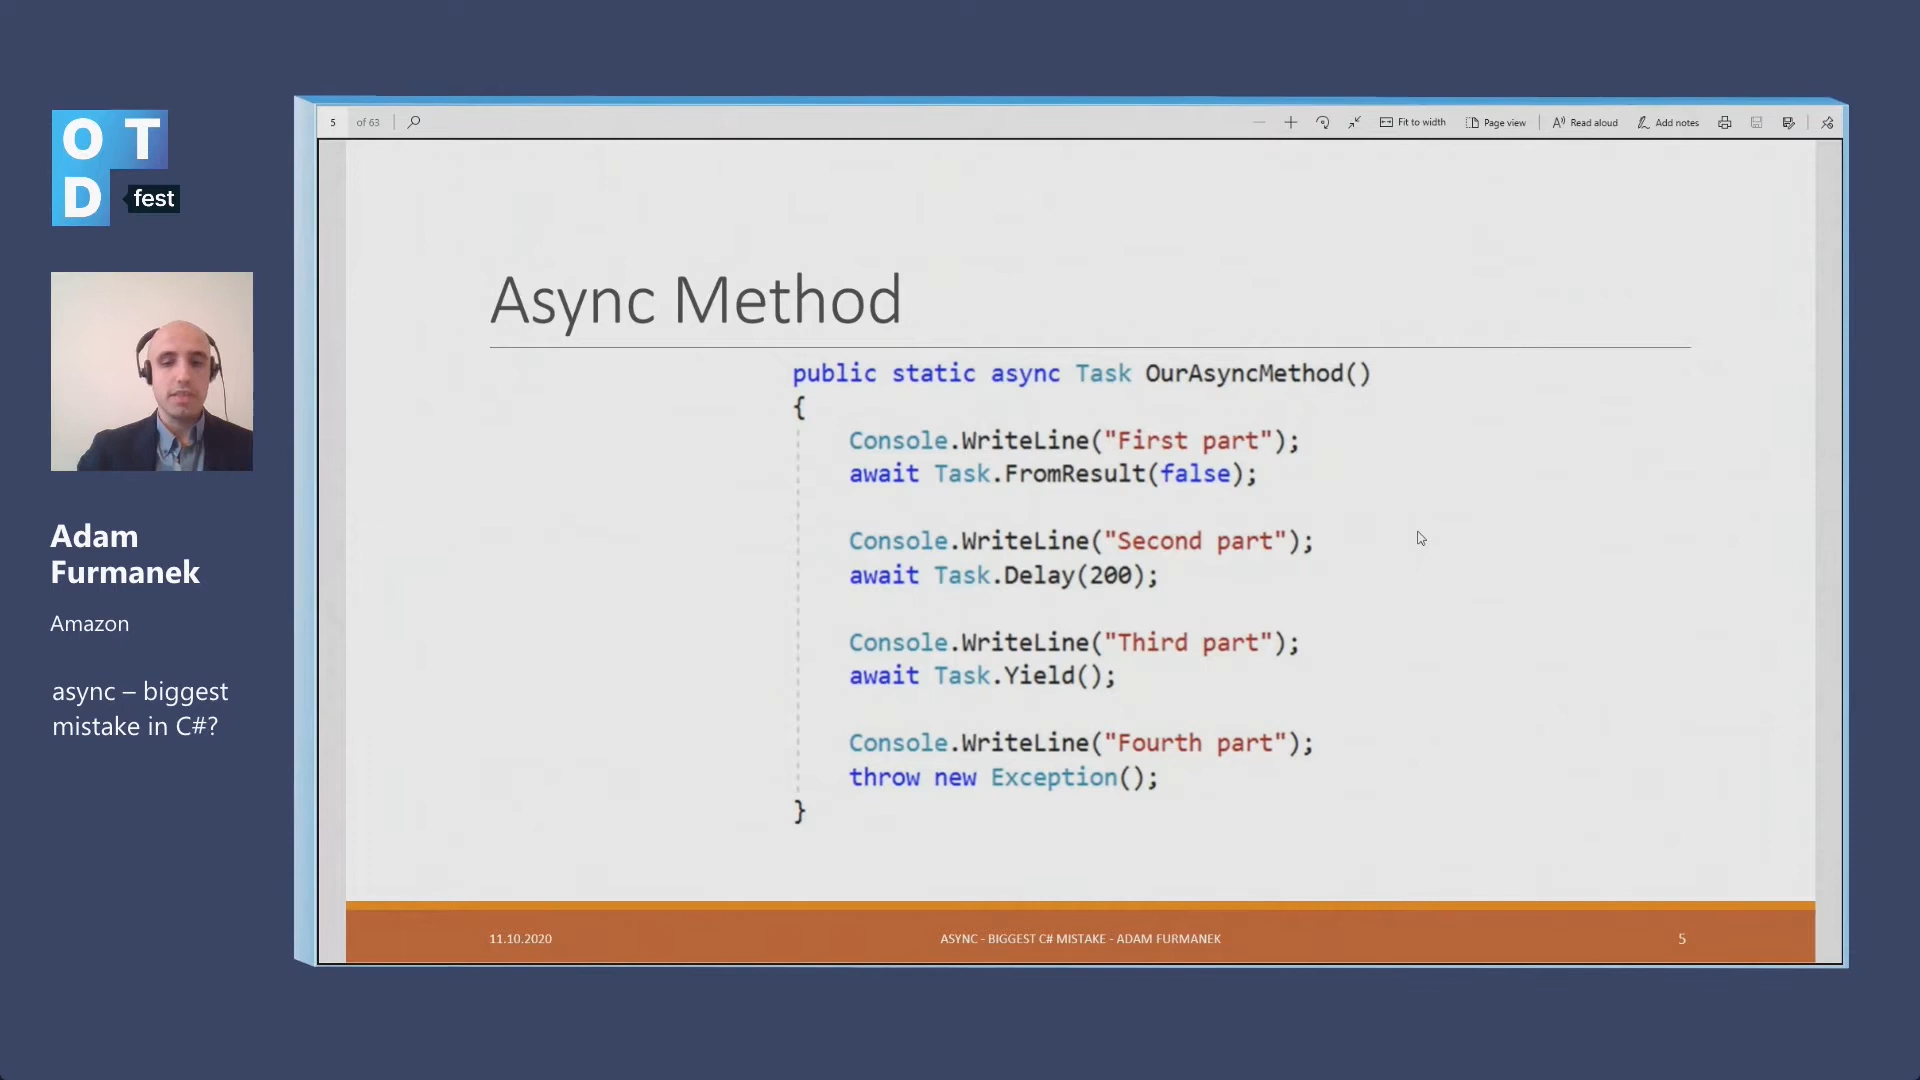 OT
D fest
Adam
Furmanek
Amazon
async – biggest
mistake in C#?
5 of 63
Fit to width
Page view
Read aloud
Add notes
Async Method
public static async Task OurAsyncMethod()
{
Console.WriteLine("First part");
await Task.FromResult(false);
Console.WriteLine("Second part");
await Task.Delay(200);
Console.WriteLine("Third part");
await Task.Yield();
Console.WriteLine("Fourth part");
throw new Exception();
}
11.10.2020
ASYNC - BIGGEST C# MISTAKE - ADAM FURMANEK
5